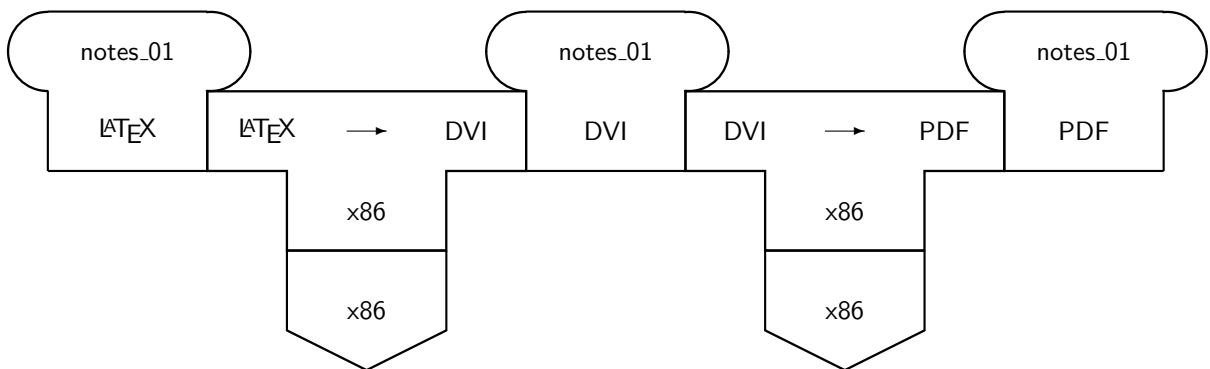 notes_01 notes_01 notes_01
LATEX LATEX → DVI DVI DVI → PDF PDF
x86 x86
x86 x86